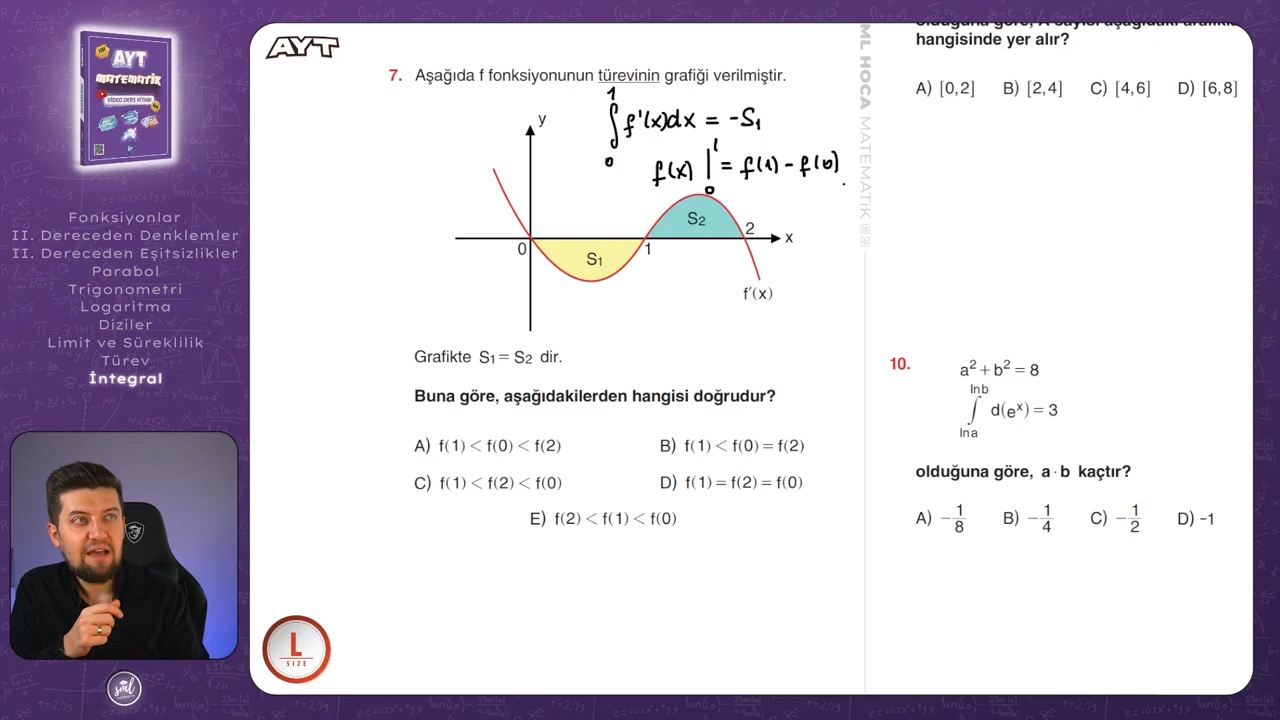 AYT
MATEMATİK
VİDEO DERS KİTABI
Fonksiyonlar
II. Dereceden Denklemler
II. Dereceden Eşitsizlikler
Parabol
Trigonometri
Logaritma
Diziler
Limit ve Süreklilik
Türev
İntegral
sml
AYT
7. Aşağıda f fonksiyonunun türevinin grafiği verilmiştir.
∫₀¹ f'(x)dx = -S₁
f(x) |₀¹ = f(1) - f(0)
y
S₂
2
x
0
1
S₁
f'(x)
Grafikte S₁ = S₂ dir.
Buna göre, aşağıdakilerden hangisi doğrudur?
A) f(1) < f(0) < f(2)
B) f(1) < f(0) = f(2)
C) f(1) < f(2) < f(0)
D) f(1) = f(2) = f(0)
E) f(2) < f(1) < f(0)
L
SIZE
ML HOCA MATEMATİK
olduğuna göre, A sayısı aşağıdaki aralıkla
hangisinde yer alır?
A) [0,2] B) [2,4] C) [4,6] D) [6,8]
10. a² + b² = 8
lnb
∫ d(eˣ) = 3
lna
olduğuna göre, a · b kaçtır?
A) -1/8 B) -1/4 C) -1/2 D) -1